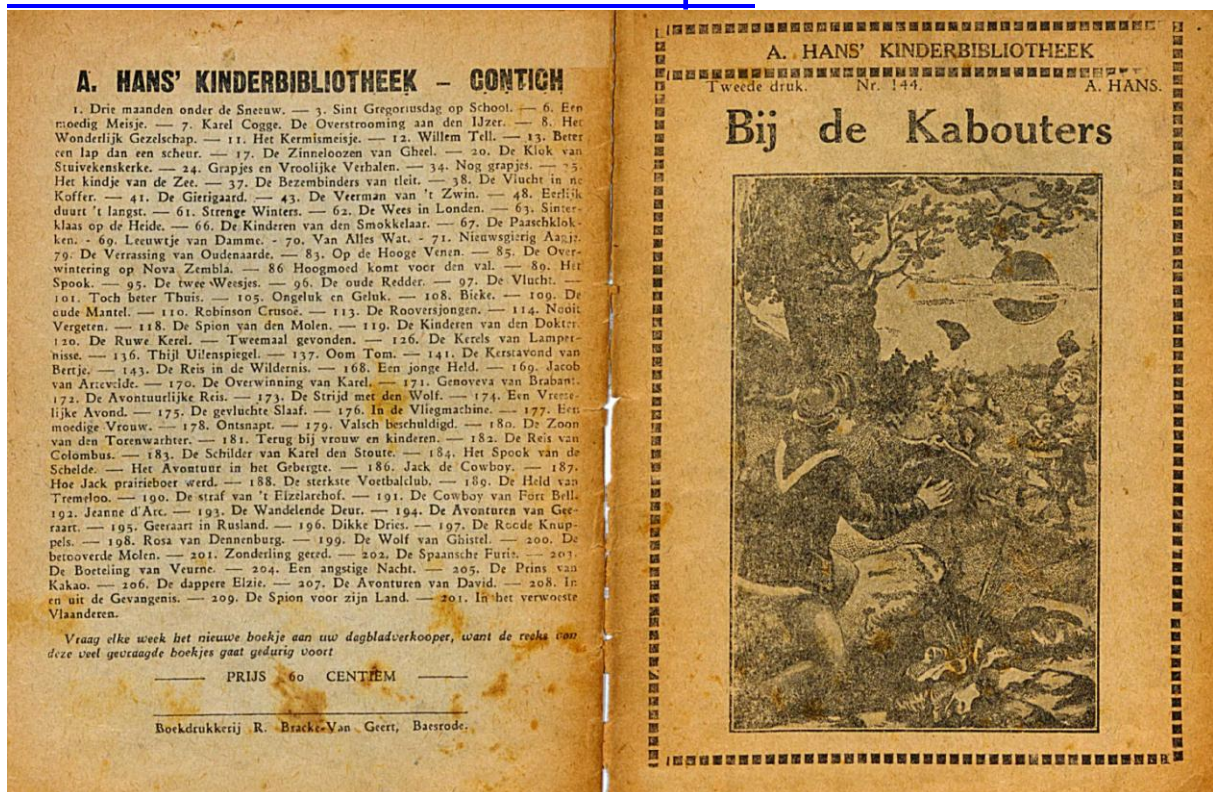 A. HANS' KINDERBIBLIOTHEEK – GONTICH
1. Drie maanden onder de Sneeuw. — 3. Sint Gregoriusdag op School. — 6. Een
moedig Meisje. — 7. Karel Cogge. De Overstrooming aan den IJzer. — 8. Het
Wonderlijk Gezelschap. — 11. Het Kermismeisje. — 12. Willem Tell. — 13. Beter
een lap dan een scheur. — 17. De Zinneloozen van Gheel. — 20. De Klok van
Stuivekenskerke. — 24. Grapjes en Vroolijke Verhalen. — 34. Nog grapjes. —
Het kindje van de Zee. — 37. De Bezembinders van tleit. — 38. De Vlucht in de
Koffer. — 41. De Gierigaard. — 43. De Veerman van 't Zwin. — 48. Eerlijk
duurt 't langst. — 61. Strenge Winters. — 62. De Wees in Londen. — 63. Sinter-
klaas op de Heide. — 66. De Kinderen van den Smokkelaar. — 67. De Paaschklok-
ken. - 69. Leeuwtje van Damme. - 70. Van Alles Wat. - 71. Nieuwsgierig Aagje.
79. De Verrassing van Oudenaarde. — 83. Op de Hooge Venen. — 85. De Over-
wintering op Nova Zembla. — 86 Hoogmoed komt voor den val. — 89. Het
Spook. — 95. De twee Weesjes. — 96. De oude Redder. — 97. De Vlucht. —
101. Toch beter Thuis. — 105. Ongeluk en Geluk. — 108. Bieke. — 109. De
oude Mantel. — 110. Robinson Crusoë. — 113. De Rooversjongen. — 114. Nooit
Vergeten. — 118. De Spion van den Molen. — 119. De Kinderen van den Dokter.
120. De Ruwe Kerel. — Tweemaal gevonden. — 126. De Kerels van Lamper-
nisse. — 136. Thijl Uilenspiegel. — 137. Oom Tom. — 141. De Kerstavond van
Bertje. — 143. De Reis in de Wildernis. — 168. Een jonge Held. — 169. Jacob
van Artevelde. — 170. De Overwinning van Karel. — 171. Genoveva van Brabant.
172. De Avontuurlijke Reis. — 173. De Strijd met den Wolf. — 174. Een Vreese-
lijke Avond. — 175. De gevluchte Slaaf. — 176. In de Vliegmachine. — 177. Een
moedige Vrouw. — 178. Ontsnapt. — 179. Valsch beschuldigd. — 180. De Zoon
van den Torenwachter. — 181. Terug bij vrouw en kinderen. — 182. De Reis van
Colombus. — 183. De Schilder van Karel den Stoute. — 184. Het Spook van de
Schelde. — Het Avontuur in het Gebergte. — 186. Jack de Cowboy. — 187.
Hoe Jack prairieboer werd. — 188. De sterkste Voetbalclub. — 189. De Held van
Tremeloo. — 190. De straf van 't Elzelarehof. — 191. De Cowboy van Fort Bell.
192. Jeanne d'Arc. — 193. De Wandelende Deur. — 194. De Avonturen van Gee-
raart. — 195. Geeraart in Rusland. — 196. Dikke Dries. — 197. De Roode Knup-
pels. — 198. Rosa van Dennenburg. — 199. De Wolf van Ghistel. — 200. De
betooverde Molen. — 201. Zonderling gered. — 202. De Spaansche Furie. — 203.
De Boeteling van Veurne. — 204. Een angstige Nacht. — 205. De Prins van
Kakao. — 206. De dappere Elzie. — 207. De Avonturen van David. — 208. In
en uit de Gevangenis. — 209. De Spion voor zijn Land. — 201. In het verwoeste
Vlaanderen.
Vraag elke week het nieuwe boekje aan uw dagbladverkooper, want de reeks van
deze veel gevraagde boekjes gaat gedurig voort
PRIJS 60 CENTIEM
Boekdrukkerij R. Bracke-Van Geert, Baesrode.
A. HANS' KINDERBIBLIOTHEEK
Tweede druk. Nr. 144. A. HANS.
Bij de Kabouters